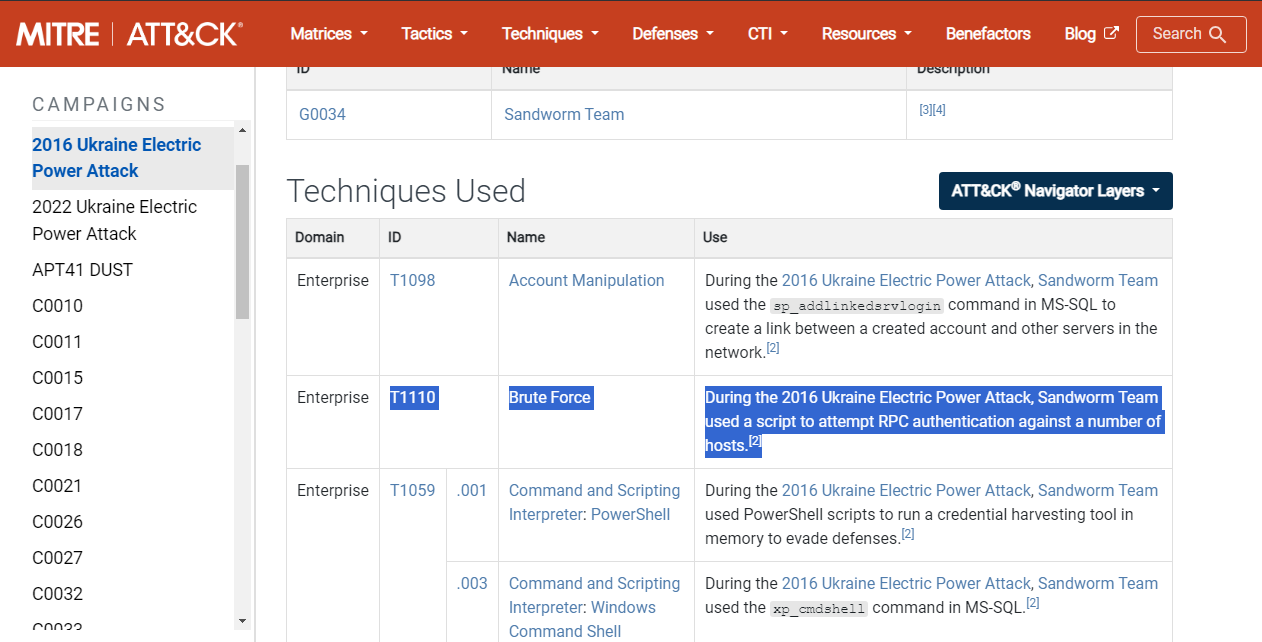 MITRE | ATT&CK®
Matrices
Tactics
Techniques
Defenses
CTI
Resources
Benefactors
Blog
Search
CAMPAIGNS
2016 Ukraine Electric
Power Attack
2022 Ukraine Electric
Power Attack
APT41 DUST
C0010
C0011
C0015
C0017
C0018
C0021
C0026
C0027
C0032
C0033
ID Name Description
G0034 Sandworm Team [3][4]
Techniques Used
ATT&CK® Navigator Layers
Domain ID Name Use
Enterprise T1098 Account Manipulation During the 2016 Ukraine Electric Power Attack, Sandworm Team
used the sp_addlinkedsrvlogin command in MS-SQL to
create a link between a created account and other servers in the
network.[2]
Enterprise T1110 Brute Force During the 2016 Ukraine Electric Power Attack, Sandworm Team
used a script to attempt RPC authentication against a number of
hosts.[2]
Enterprise T1059 .001 Command and Scripting During the 2016 Ukraine Electric Power Attack, Sandworm Team
Interpreter: PowerShell used PowerShell scripts to run a credential harvesting tool in
memory to evade defenses.[2]
.003 Command and Scripting During the 2016 Ukraine Electric Power Attack, Sandworm Team
Interpreter: Windows used the xp_cmdshell command in MS-SQL.[2]
Command Shell